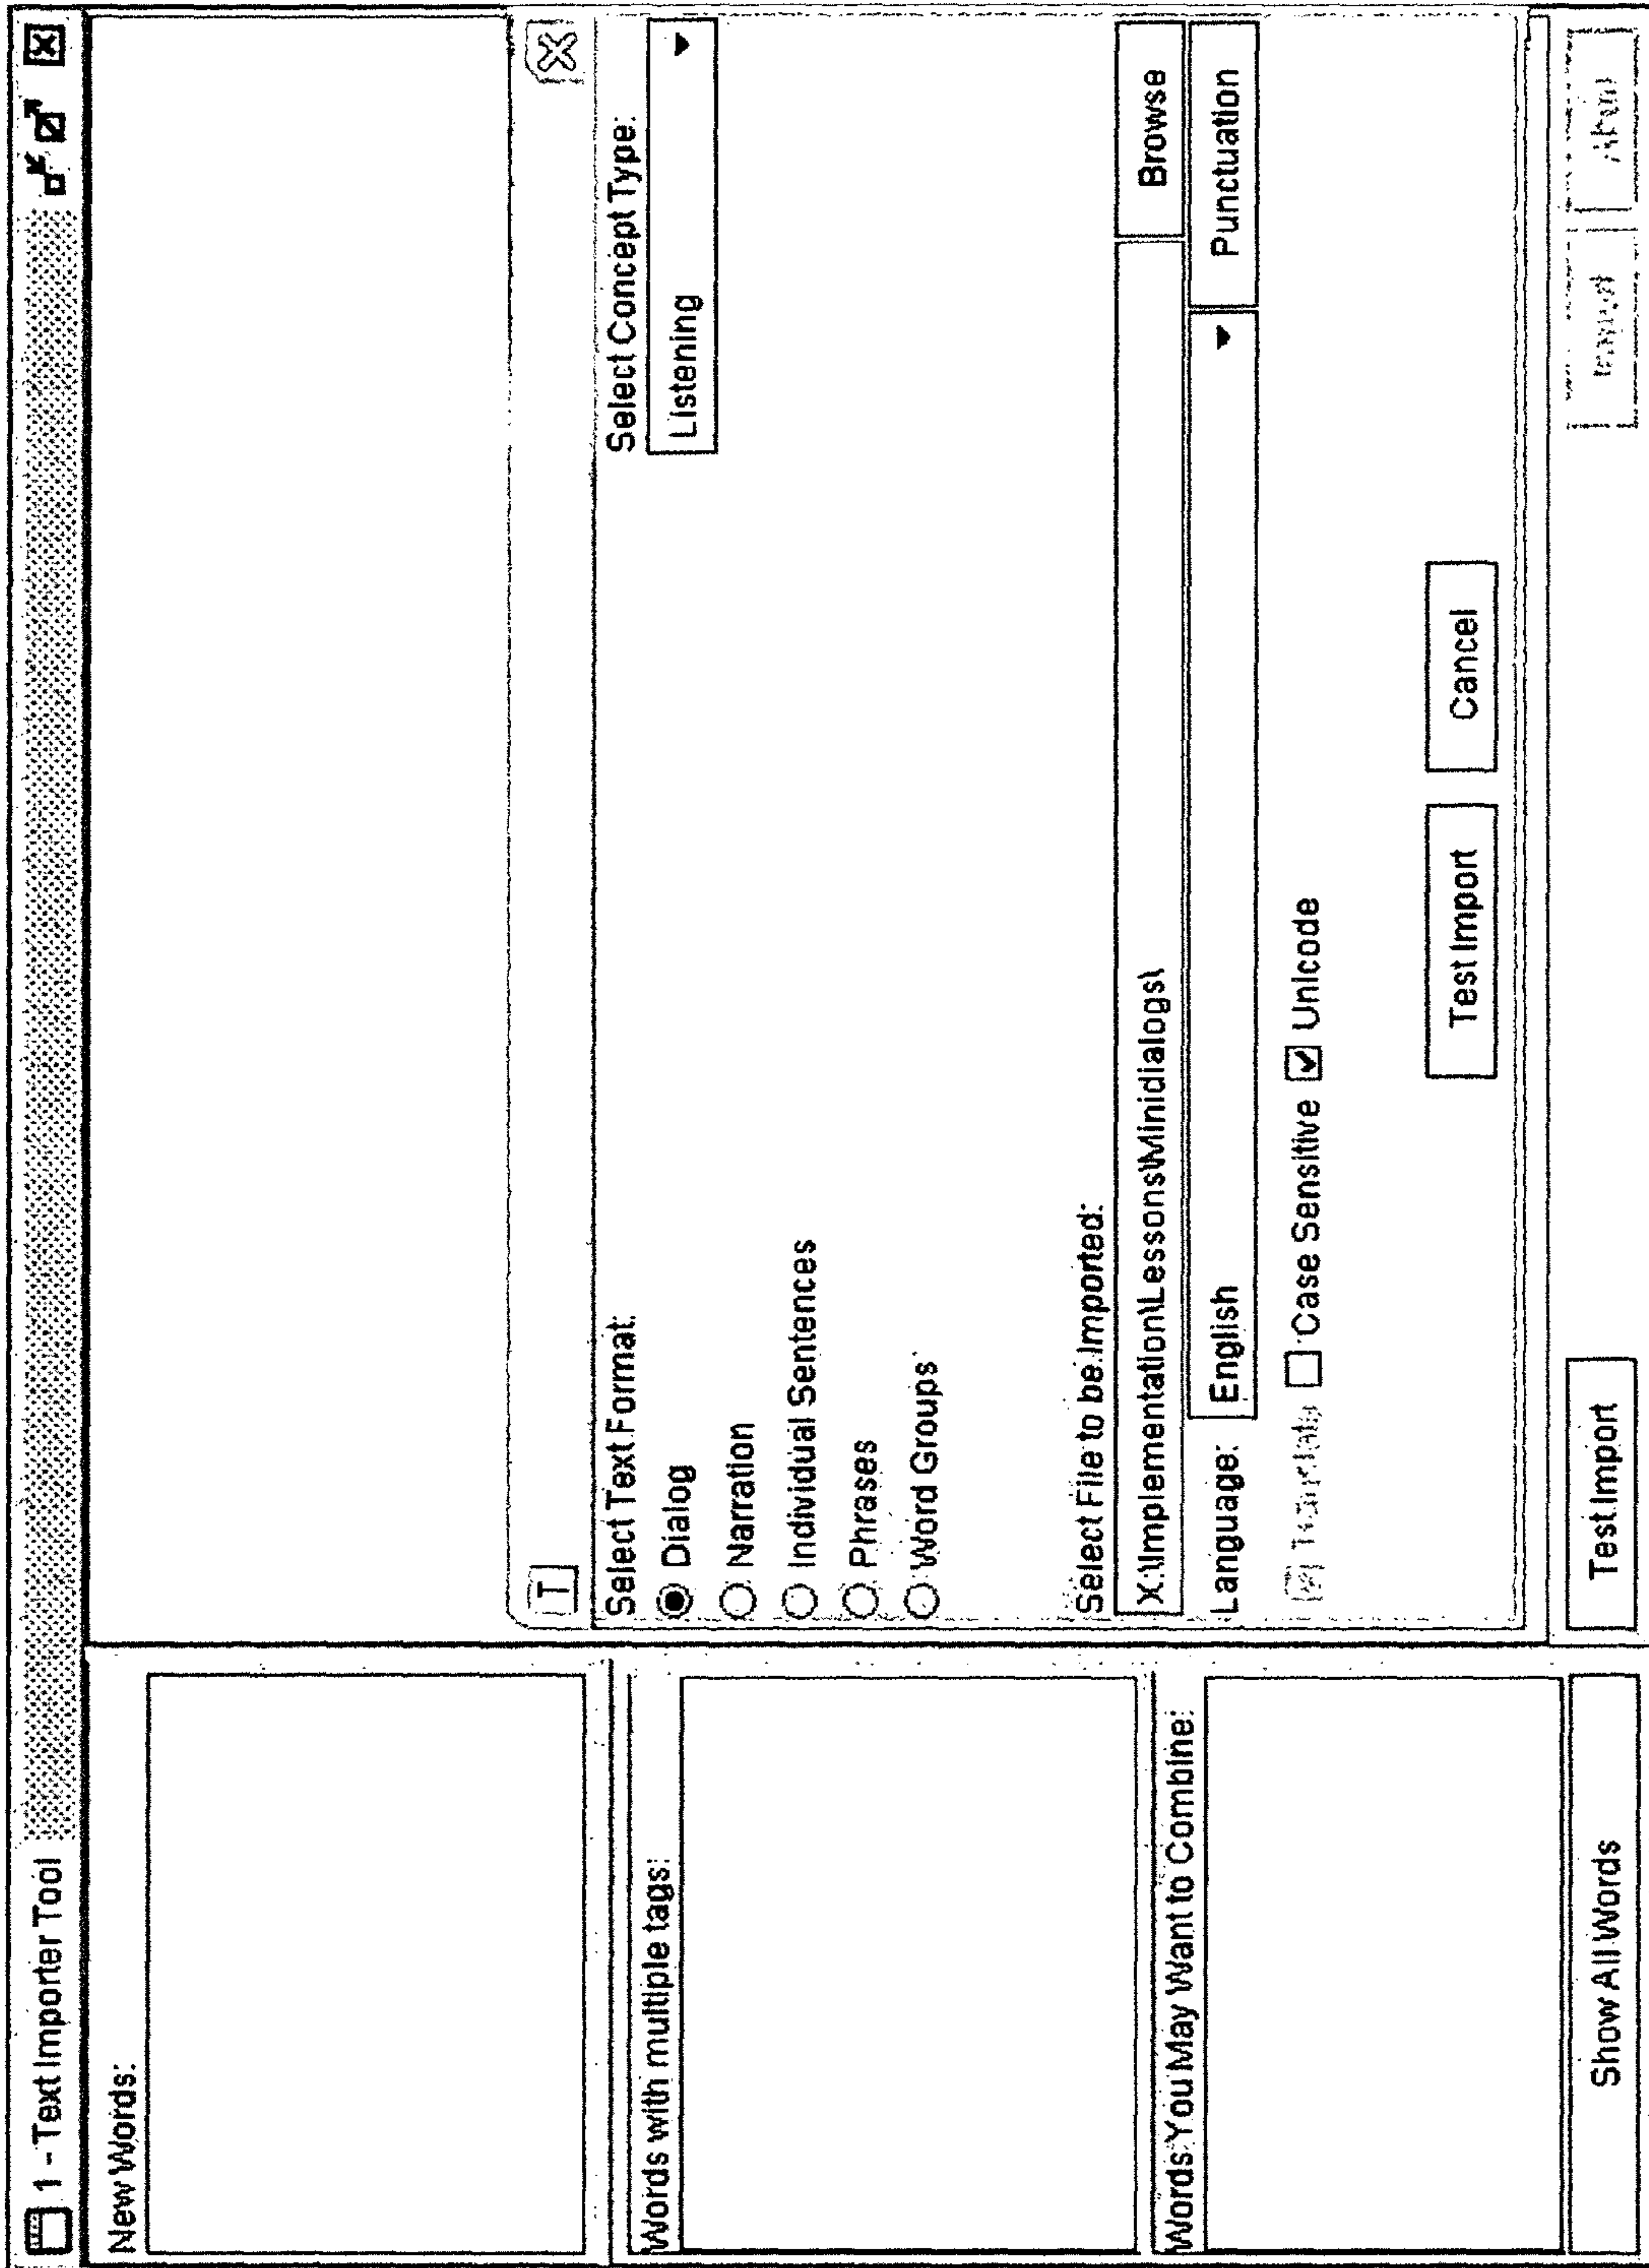 1 - Text Importer Tool
New Words:
Words with multiple tags:
Words You May Want to Combine:
Show All Words
T
Select Text Format:
Select Concept Type:
Dialog
Listening
Narration
Individual Sentences
Phrases
Word Groups
Select File to be Imported:
X:\Implementation\Lessons\Minidialogs\ Browse
Language: English Punctuation
Translate Case Sensitive Unicode
Test Import Cancel
Test Import Import